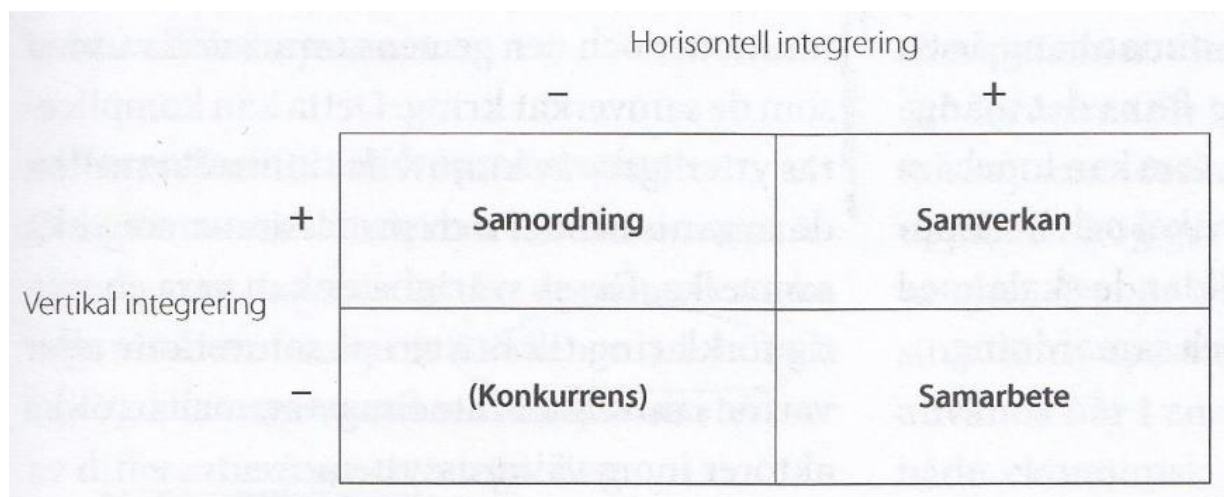 Horisontell integrering
− +
+ Samordning Samverkan
Vertikal integrering
− (Konkurrens) Samarbete